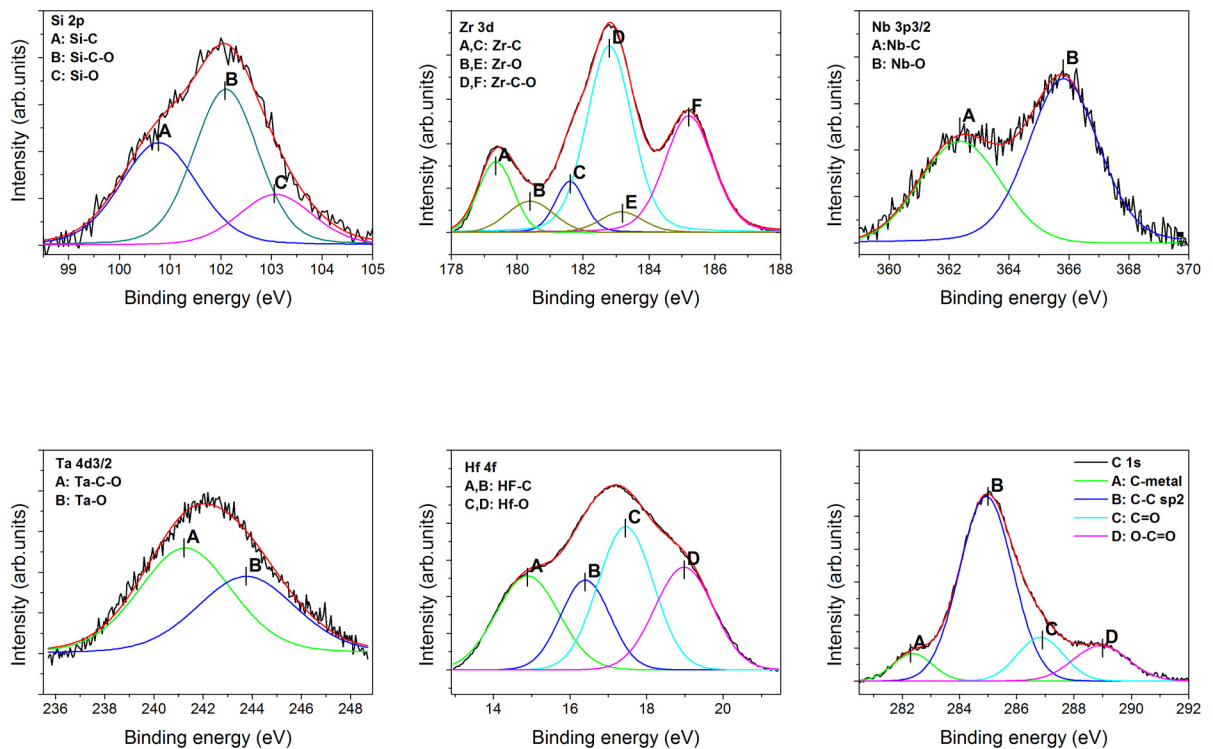 Si 2p
A: Si-C
B: Si-C-O
C: Si-O
A
B
C
Intensity (arb.units)
99 100 101 102 103 104 105
Binding energy (eV)
Zr 3d
A,C: Zr-C
B,E: Zr-O
D,F: Zr-C-O
A
B
C
D
E
F
Intensity (arb.units)
178 180 182 184 186 188
Binding energy (eV)
Nb 3p3/2
A:Nb-C
B: Nb-O
A
B
Intensity (arb.units)
360 362 364 366 368 370
Binding energy (eV)
Ta 4d3/2
A: Ta-C-O
B: Ta-O
A
B
Intensity (arb.units)
236 238 240 242 244 246 248
Binding energy (eV)
Hf 4f
A,B: HF-C
C,D: Hf-O
A
B
C
D
Intensity (arb.units)
14 16 18 20
Binding energy (eV)
C 1s
A: C-metal
B: C-C sp2
C: C=O
D: O-C=O
A
B
C
D
Intensity (arb.units)
282 284 286 288 290 292
Binding energy (eV)